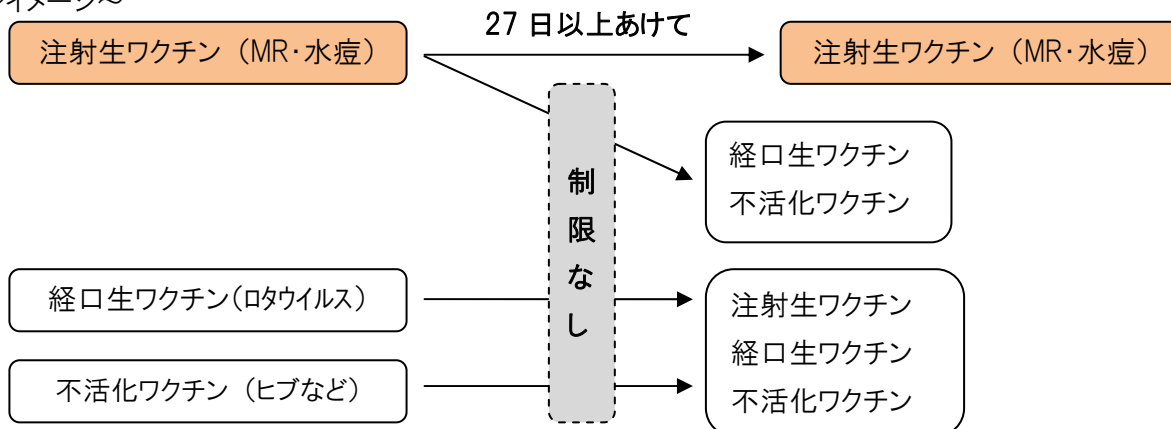 ~イメージ~
27 日以上あけて
注射生ワクチン（MR・水痘）
注射生ワクチン（MR・水痘）
経口生ワクチン
不活化ワクチン
制限なし
経口生ワクチン(ロタウイルス)
不活化ワクチン（ヒブなど）
注射生ワクチン
経口生ワクチン
不活化ワクチン